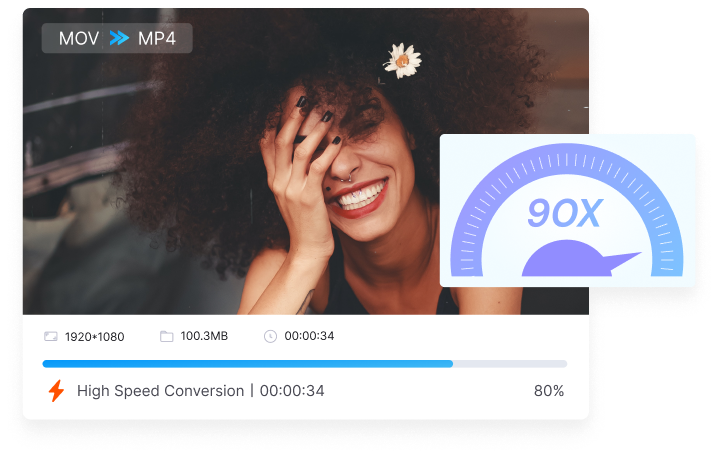 MOV MP4
90X
1920*1080 100.3MB 00:00:34
High Speed Conversion | 00:00:34 80%